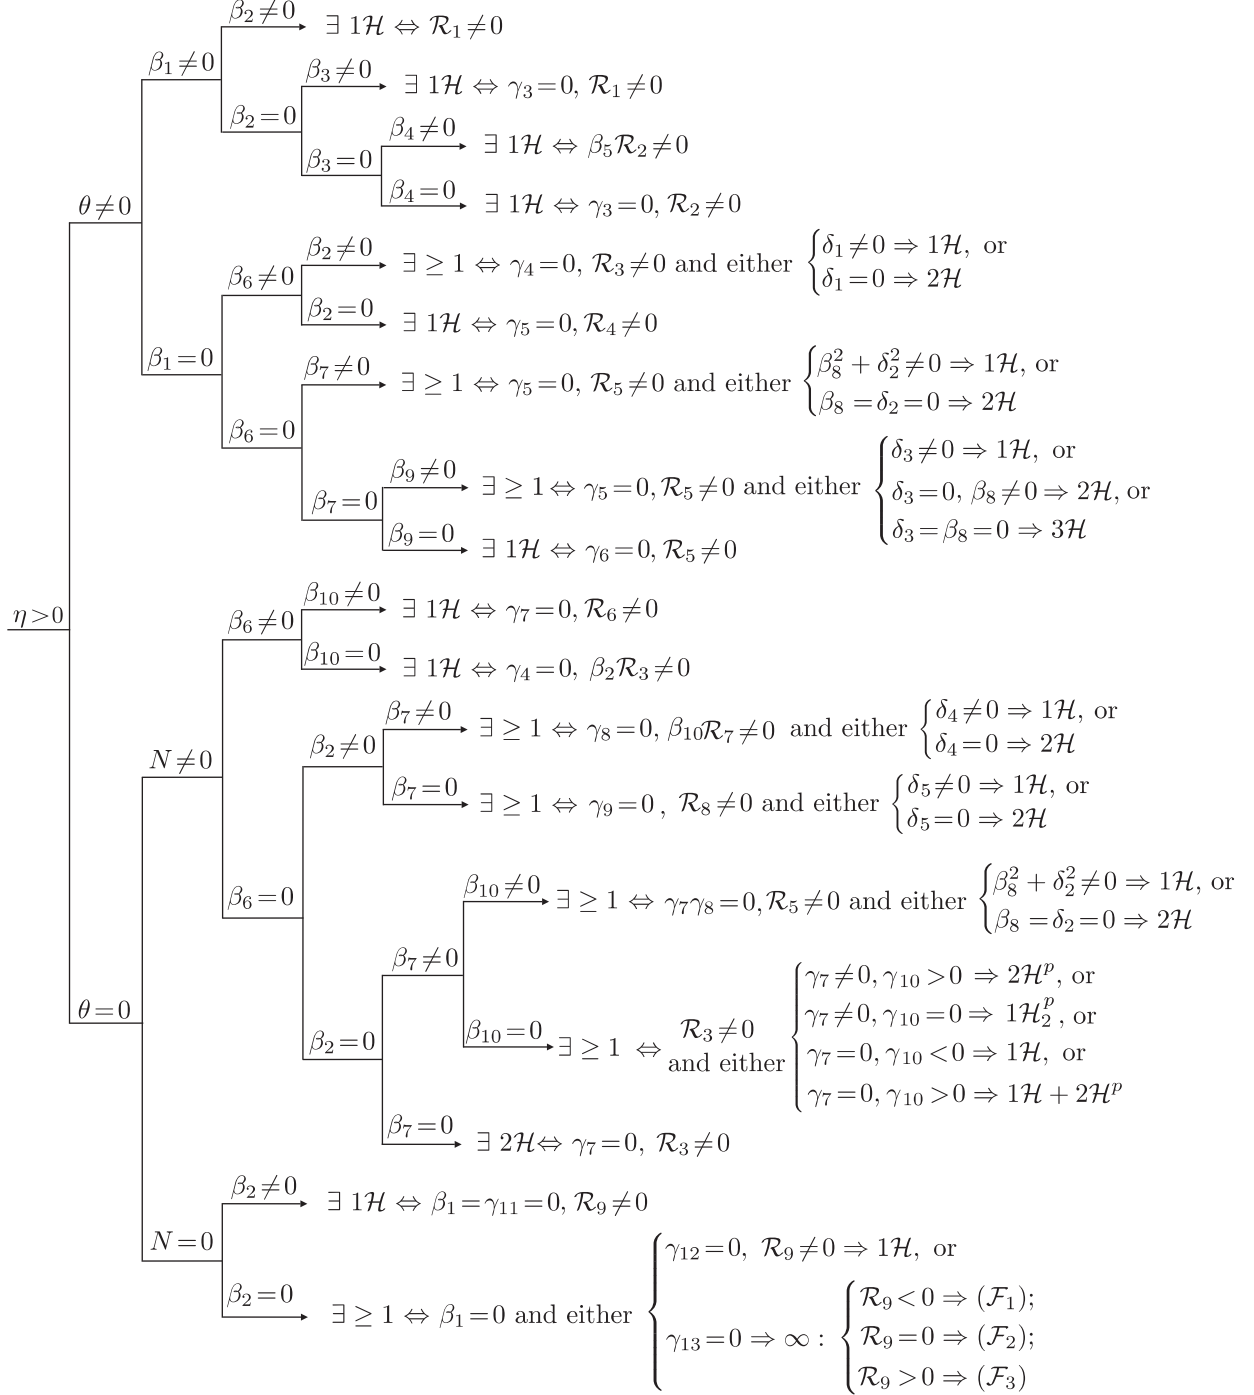 β₂≠0 ∃ 1ℋ ⇔ ℛ₁≠0
β₁≠0
β₃≠0 ∃ 1ℋ ⇔ γ₃=0, ℛ₁≠0
β₂=0
β₄≠0 ∃ 1ℋ ⇔ β₅ℛ₂≠0
β₃=0
β₄=0 ∃ 1ℋ ⇔ γ₃=0, ℛ₂≠0
θ≠0
β₂≠0 ∃ ≥ 1 ⇔ γ₄=0, ℛ₃≠0 and either
δ₁≠0 ⇒ 1ℋ, or
δ₁=0 ⇒ 2ℋ
β₆≠0
β₂=0 ∃ 1ℋ ⇔ γ₅=0, ℛ₄≠0
β₁=0
β₇≠0 ∃ ≥ 1 ⇔ γ₅=0, ℛ₅≠0 and either
β₈² + δ₂²≠0 ⇒ 1ℋ, or
β₈=δ₂=0 ⇒ 2ℋ
β₆=0
β₉≠0 ∃ ≥ 1 ⇔ γ₅=0, ℛ₅≠0 and either
δ₃≠0 ⇒ 1ℋ, or
δ₃=0, β₈≠0 ⇒ 2ℋ, or
δ₃=β₈=0 ⇒ 3ℋ
β₇=0
β₉=0 ∃ 1ℋ ⇔ γ₆=0, ℛ₅≠0
η>0
β₁₀≠0 ∃ 1ℋ ⇔ γ₇=0, ℛ₆≠0
β₆≠0
β₁₀=0 ∃ 1ℋ ⇔ γ₄=0, β₂ℛ₃≠0
β₇≠0 ∃ ≥ 1 ⇔ γ₈=0, β₁₀ℛ₇≠0 and either
δ₄≠0 ⇒ 1ℋ, or
δ₄=0 ⇒ 2ℋ
β₂≠0
N≠0
β₇=0 ∃ ≥ 1 ⇔ γ₉=0, ℛ₈≠0 and either
δ₅≠0 ⇒ 1ℋ, or
δ₅=0 ⇒ 2ℋ
β₆=0
β₁₀≠0 ∃ ≥ 1 ⇔ γ₇γ₈=0, ℛ₅≠0 and either
β₈² + δ₂²≠0 ⇒ 1ℋ, or
β₈=δ₂=0 ⇒ 2ℋ
β₇≠0
θ=0
β₁₀=0 ∃ ≥ 1 ⇔ ℛ₃≠0
and either
γ₇≠0, γ₁₀>0 ⇒ 2ℋᵖ, or
γ₇≠0, γ₁₀=0 ⇒ 1ℋ₂ᵖ, or
γ₇=0, γ₁₀<0 ⇒ 1ℋ, or
γ₇=0, γ₁₀>0 ⇒ 1ℋ + 2ℋᵖ
β₂=0
β₇=0 ∃ 2ℋ ⇔ γ₇=0, ℛ₃≠0
β₂≠0 ∃ 1ℋ ⇔ β₁=γ₁₁=0, ℛ₉≠0
N=0
β₂=0 ∃ ≥ 1 ⇔ β₁=0 and either
γ₁₂=0, ℛ₉≠0 ⇒ 1ℋ, or
γ₁₃=0 ⇒ ∞ :
ℛ₉<0 ⇒ (ℱ₁);
ℛ₉=0 ⇒ (ℱ₂);
ℛ₉>0 ⇒ (ℱ₃)